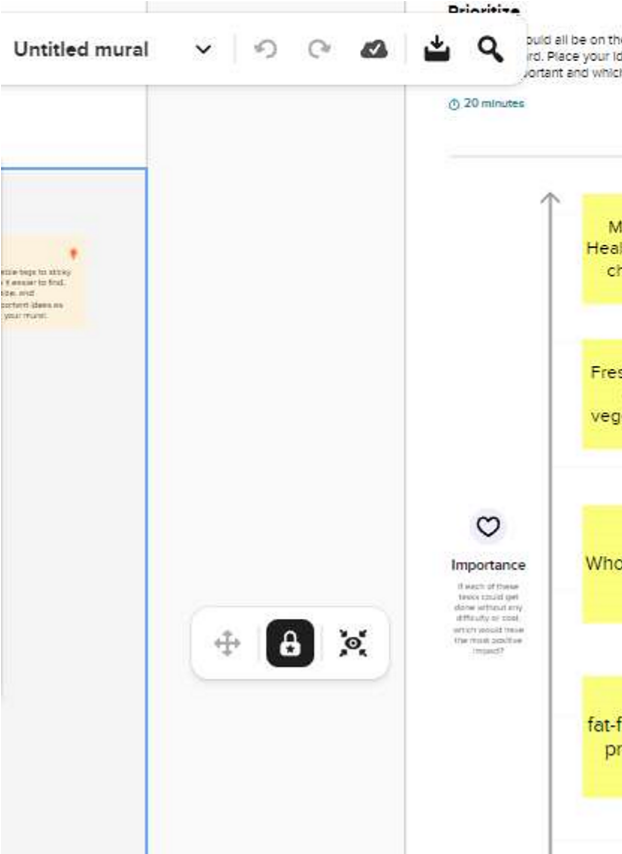 Prioritize
Untitled mural
ould all be on the
rd. Place your id
portant and which
20 minutes
able tags to sticky
it easier to find,
ize, and
portant ideas as
your mural.
M
Heal
ch
Fres
veg
Importance
If each of these
tasks could get
done without any
difficulty or cost,
which would have
the most positive
impact?
Who
fat-f
pr